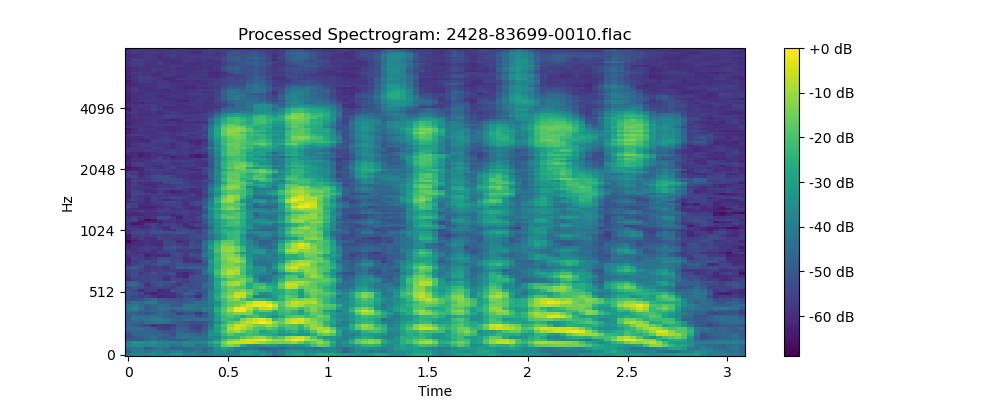 Processed Spectrogram: 2428-83699-0010.flac
Hz
4096
2048
1024
512
0
0
0.5
1
1.5
2
2.5
3
Time
+0 dB
-10 dB
-20 dB
-30 dB
-40 dB
-50 dB
-60 dB